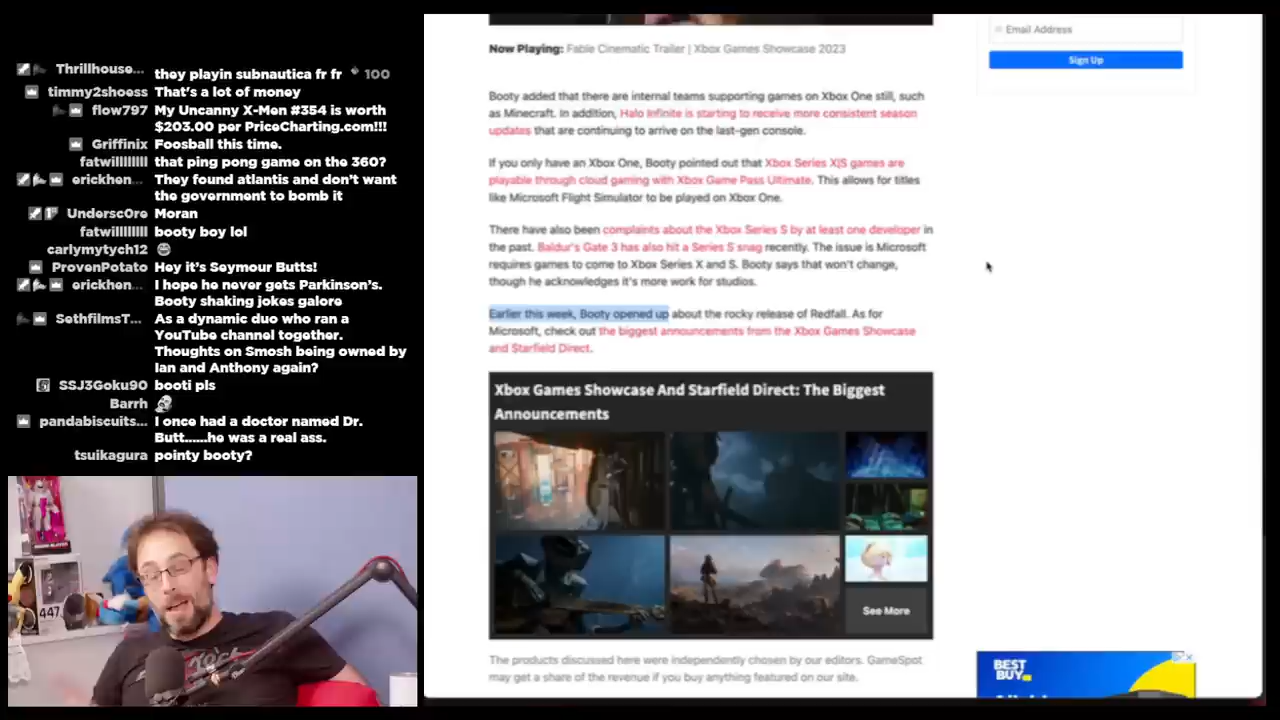 Thrillhouse... they playin subnautica fr fr 100
timmy2shoess That's a lot of money
flow797 My Uncanny X-Men #354 is worth
$203.00 per PriceCharting.com!!!
Griffinix Foosball this time.
fatwillllllllll that ping pong game on the 360?
erickhen... They found atlantis and don't want
the government to bomb it
Undersc0re Moran
fatwillllllllll booty boy lol
carlymytych12
ProvenPotato Hey it's Seymour Butts!
erickhen... I hope he never gets Parkinson's.
Booty shaking jokes galore
SethfilmsT... As a dynamic duo who ran a
YouTube channel together.
Thoughts on Smosh being owned by
Ian and Anthony again?
SSJ3Goku90 booti pls
Barrh
pandabiscuits... I once had a doctor named Dr.
Butt......he was a real ass.
tsuikagura pointy booty?
447
Now Playing: Fable Cinematic Trailer | Xbox Games Showcase 2023
Booty added that there are internal teams supporting games on Xbox One still, such
as Minecraft. In addition, Halo Infinite is starting to receive more consistent season
updates that are continuing to arrive on the last-gen console.
If you only have an Xbox One, Booty pointed out that Xbox Series X|S games are
playable through cloud gaming with Xbox Game Pass Ultimate. This allows for titles
like Microsoft Flight Simulator to be played on Xbox One.
There have also been complaints about the Xbox Series S by at least one developer in
the past. Baldur's Gate 3 has also hit a Series S snag recently. The issue is Microsoft
requires games to come to Xbox Series X and S. Booty says that won't change,
though he acknowledges it's more work for studios.
Earlier this week, Booty opened up about the rocky release of Redfall. As for
Microsoft, check out the biggest announcements from the Xbox Games Showcase
and Starfield Direct.
Xbox Games Showcase And Starfield Direct: The Biggest
Announcements
See More
The products discussed here were independently chosen by our editors. GameSpot
may get a share of the revenue if you buy anything featured on our site.
Email Address
Sign Up
BEST
BUY